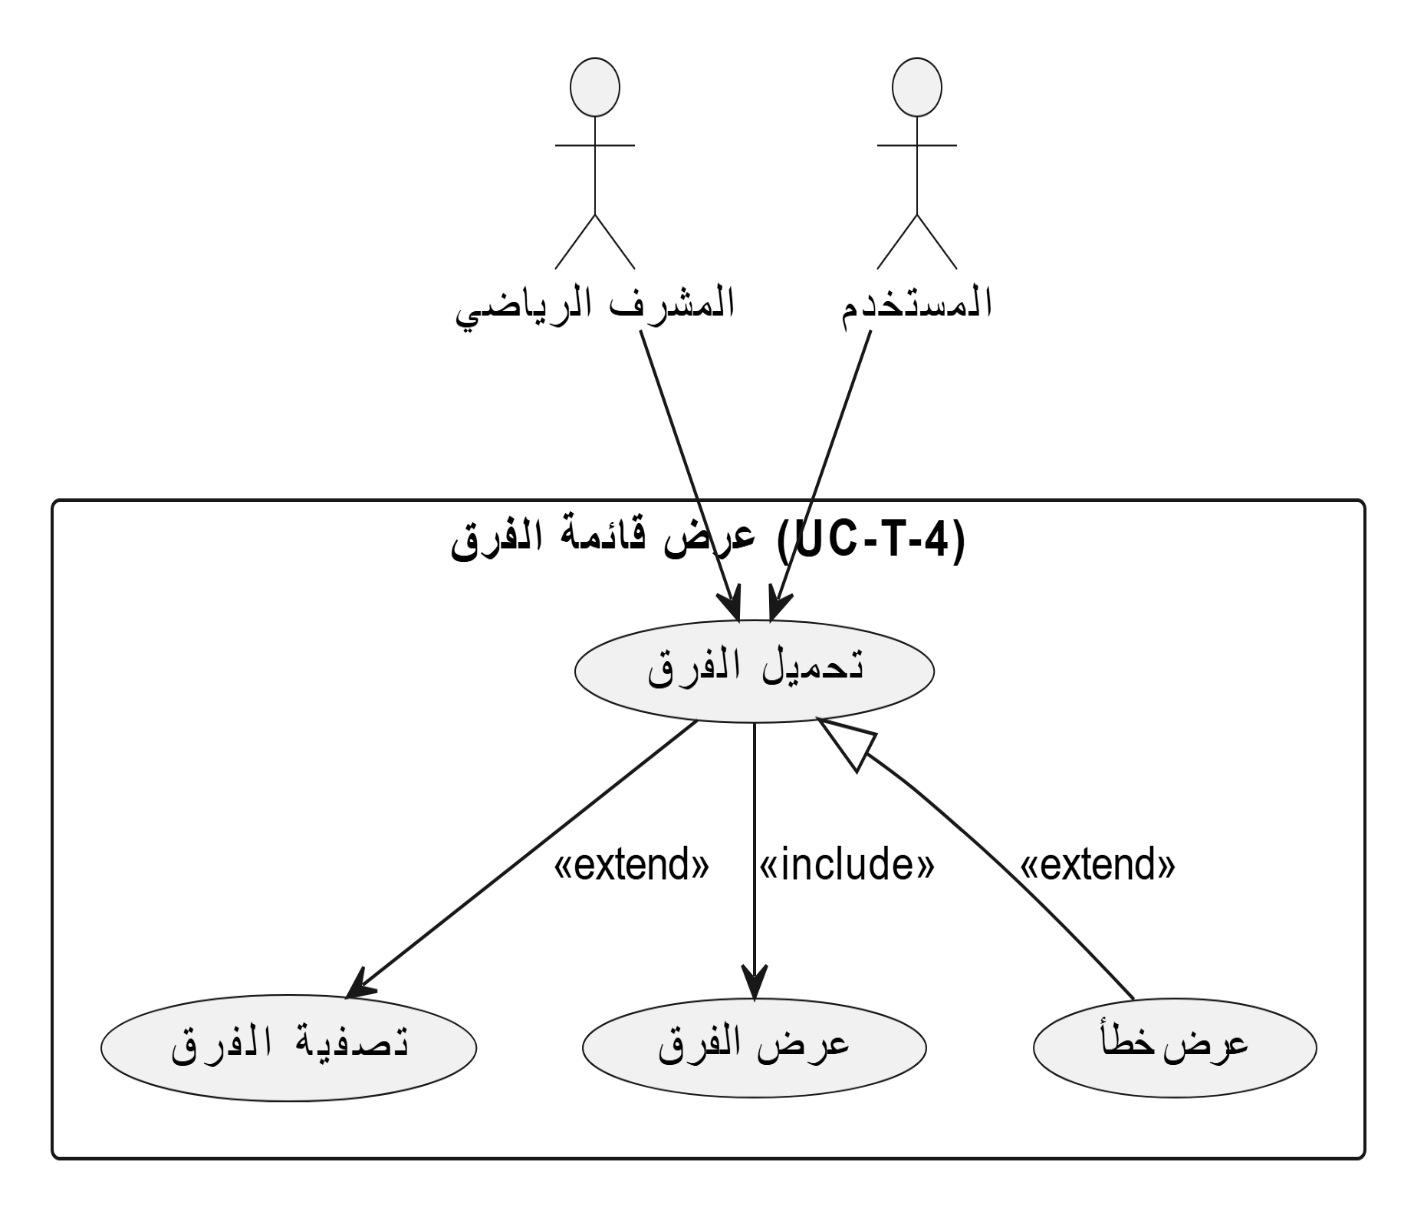 المشرف الرياضي
المستخدم
عرض قائمة الفرق (UC-T-4)
تحميل الفرق
«extend»
«include»
«extend»
تصفية الفرق
عرض الفرق
عرض خطأ